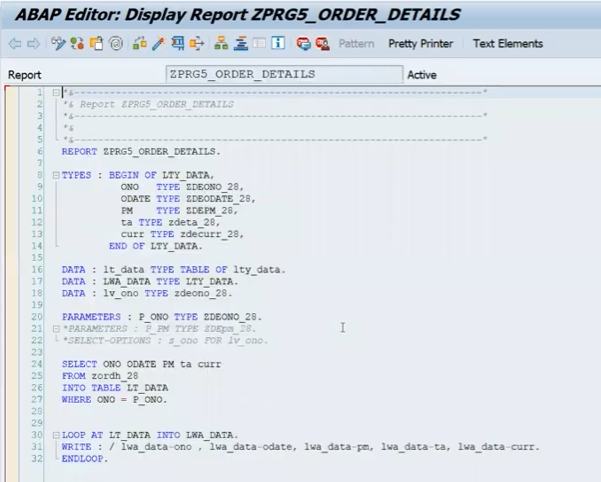 ABAP Editor: Display Report ZPRG5_ORDER_DETAILS
Pattern Pretty Printer Text Elements
Report ZPRG5_ORDER_DETAILS Active
1 *&---------------------------------------------------------------------*
2 *& Report ZPRG5_ORDER_DETAILS
3 *&---------------------------------------------------------------------*
4 *&
5 *&---------------------------------------------------------------------*
6 REPORT ZPRG5_ORDER_DETAILS.
7
8 TYPES : BEGIN OF LTY_DATA,
9 ONO TYPE ZDEONO_28,
10 ODATE TYPE ZDEODATE_28,
11 PM TYPE ZDEPM_28,
12 ta TYPE zdeta_28,
13 curr TYPE zdecurr_28,
14 END OF LTY_DATA.
15
16 DATA : lt_data TYPE TABLE OF lty_data.
17 DATA : LWA_DATA TYPE LTY_DATA.
18 DATA : lv_ono TYPE zdeono_28.
19
20 PARAMETERS : P_ONO TYPE ZDEONO_28.
21 *PARAMETERS : P_PM TYPE ZDEpm_28.
22 *SELECT-OPTIONS : s_ono FOR lv_ono.
23
24 SELECT ONO ODATE PM ta curr
25 FROM zordh_28
26 INTO TABLE LT_DATA
27 WHERE ONO = P_ONO.
28
29
30 LOOP AT LT_DATA INTO LWA_DATA.
31 WRITE : / lwa_data-ono , lwa_data-odate, lwa_data-pm, lwa_data-ta, lwa_data-curr.
32 ENDLOOP.